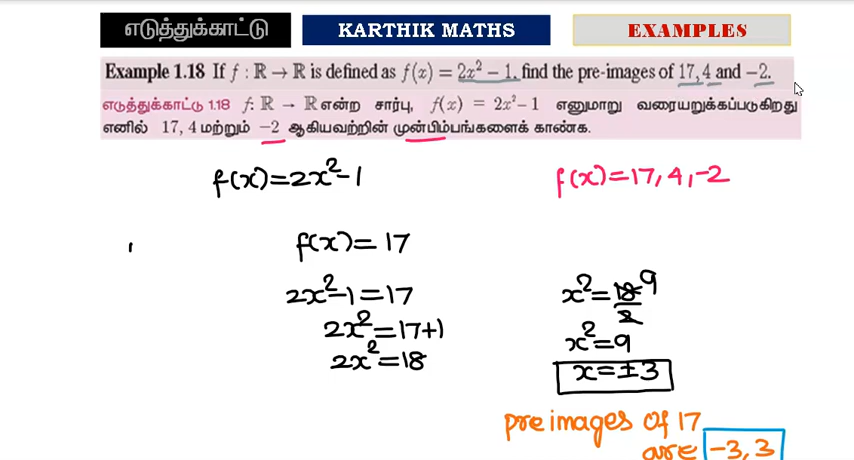 எடுத்துக்காட்டு KARTHIK MATHS EXAMPLES
Example 1.18 If f : ℝ → ℝ is defined as f(x) = 2x² − 1, find the pre-images of 17, 4 and −2.
எடுத்துக்காட்டு 1.18 f: ℝ → ℝ என்ற சார்பு, f(x) = 2x²−1 எனுமாறு வரையறுக்கப்படுகிறது
எனில் 17, 4 மற்றும் −2 ஆகியவற்றின் முன்பிம்பங்களைக் காண்க.
f(x)=2x²−1 f(x)=17, 4, −2
f(x)= 17
2x²−1 = 17
2x² = 17+1
2x² = 18
x² = 18/2 9
x² = 9
x = ±3
pre images of 17
are −3, 3